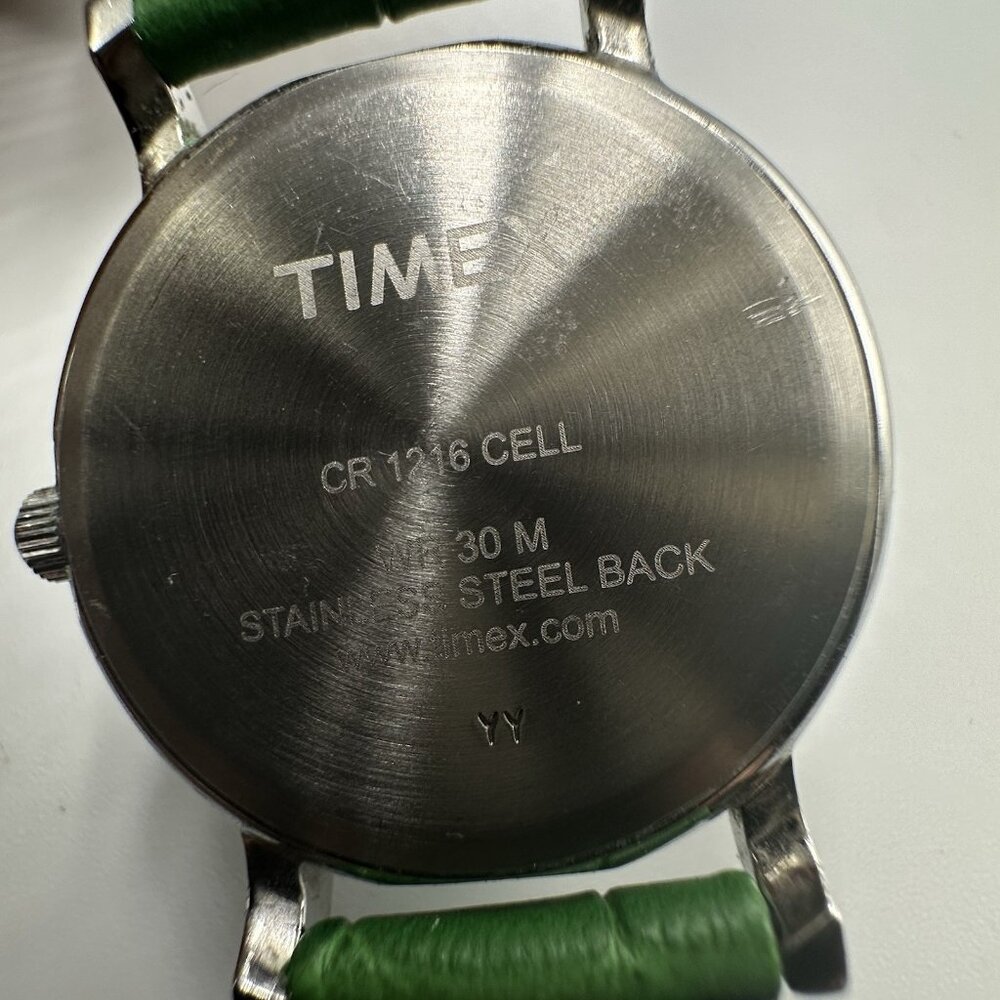 TIMEX
CR 1216 CELL
WR 30 M
STAINLESS STEEL BACK
www.timex.com
YY